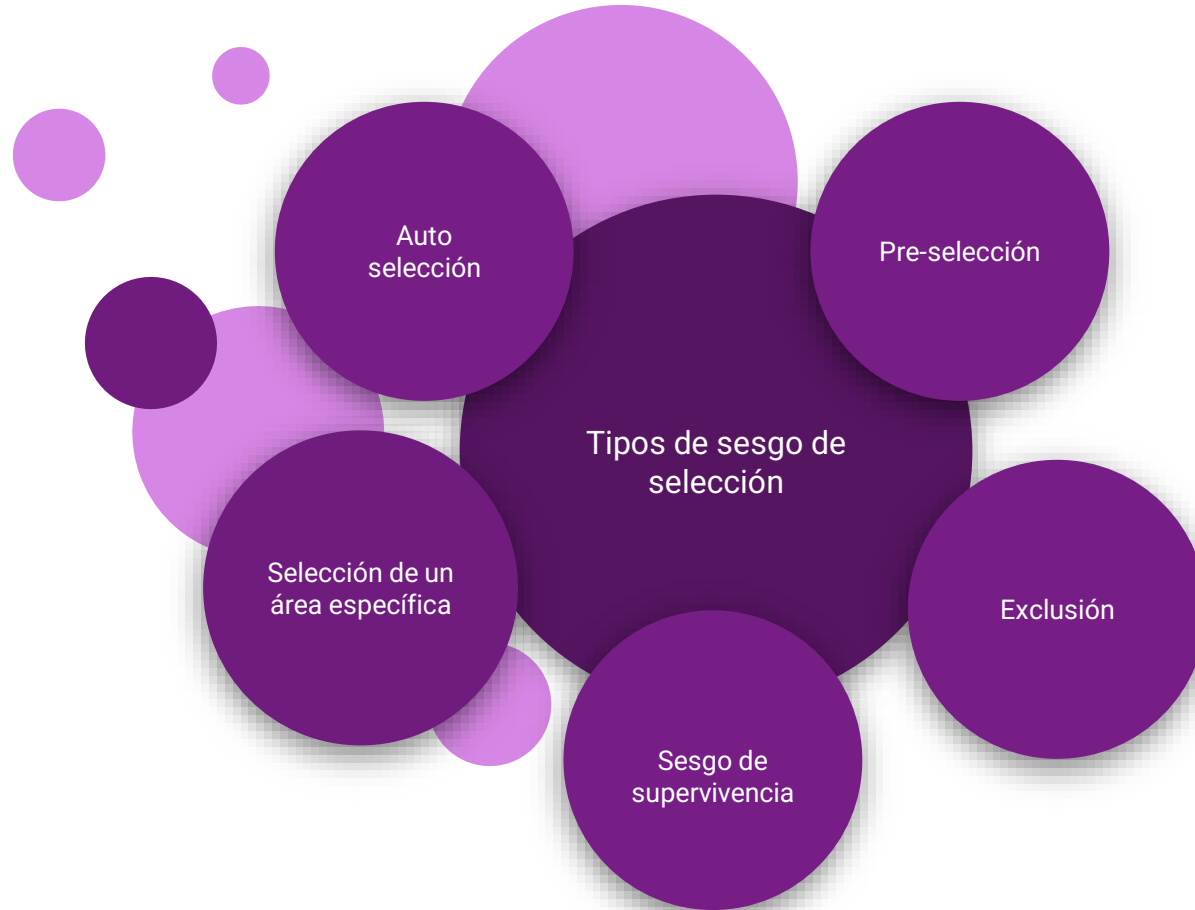 Auto
selección
Pre-selección
Tipos de sesgo de
selección
Selección de un
área específica
Exclusión
Sesgo de
supervivencia